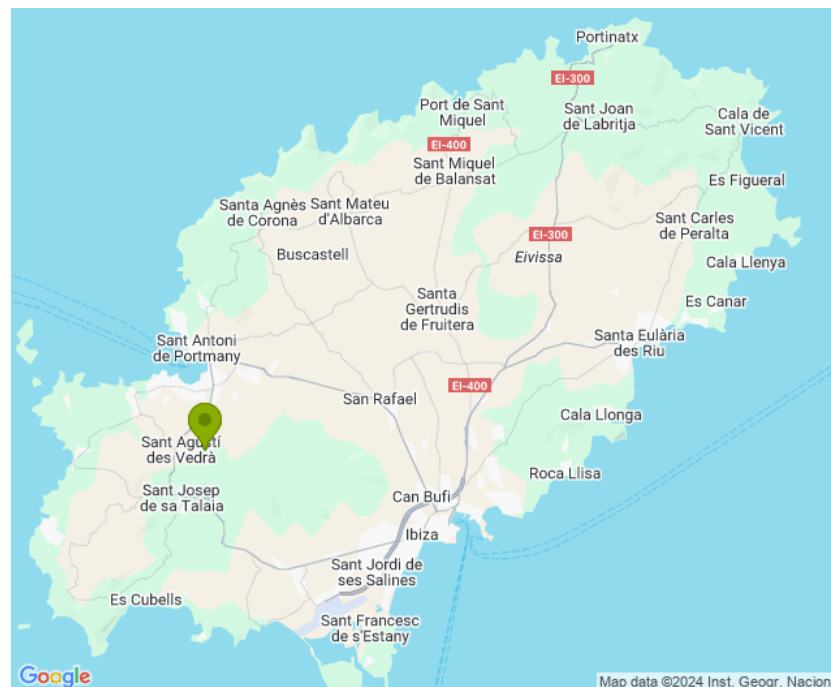 Portinatx
EI-300
Port de Sant
Miquel
Sant Joan
de Labritja
Cala de
Sant Vicent
EI-400
Sant Miquel
de Balansat
Es Figueral
Santa Agnès
de Corona
Sant Mateu
d'Albarca
Sant Carles
de Peralta
EI-300
Buscastell
Eivissa
Cala Llenya
Santa
Gertrudis
de Fruitera
Es Canar
Sant Antoni
de Portmany
Santa Eulària
des Riu
EI-400
San Rafael
Cala Llonga
Sant Agustí
des Vedrà
Roca Llisa
Sant Josep
de sa Talaia
Can Bufi
Ibiza
Sant Jordi de
ses Salines
Es Cubells
Sant Francesc
de s'Estany
Google
Map data ©2024 Inst. Geogr. Nacion